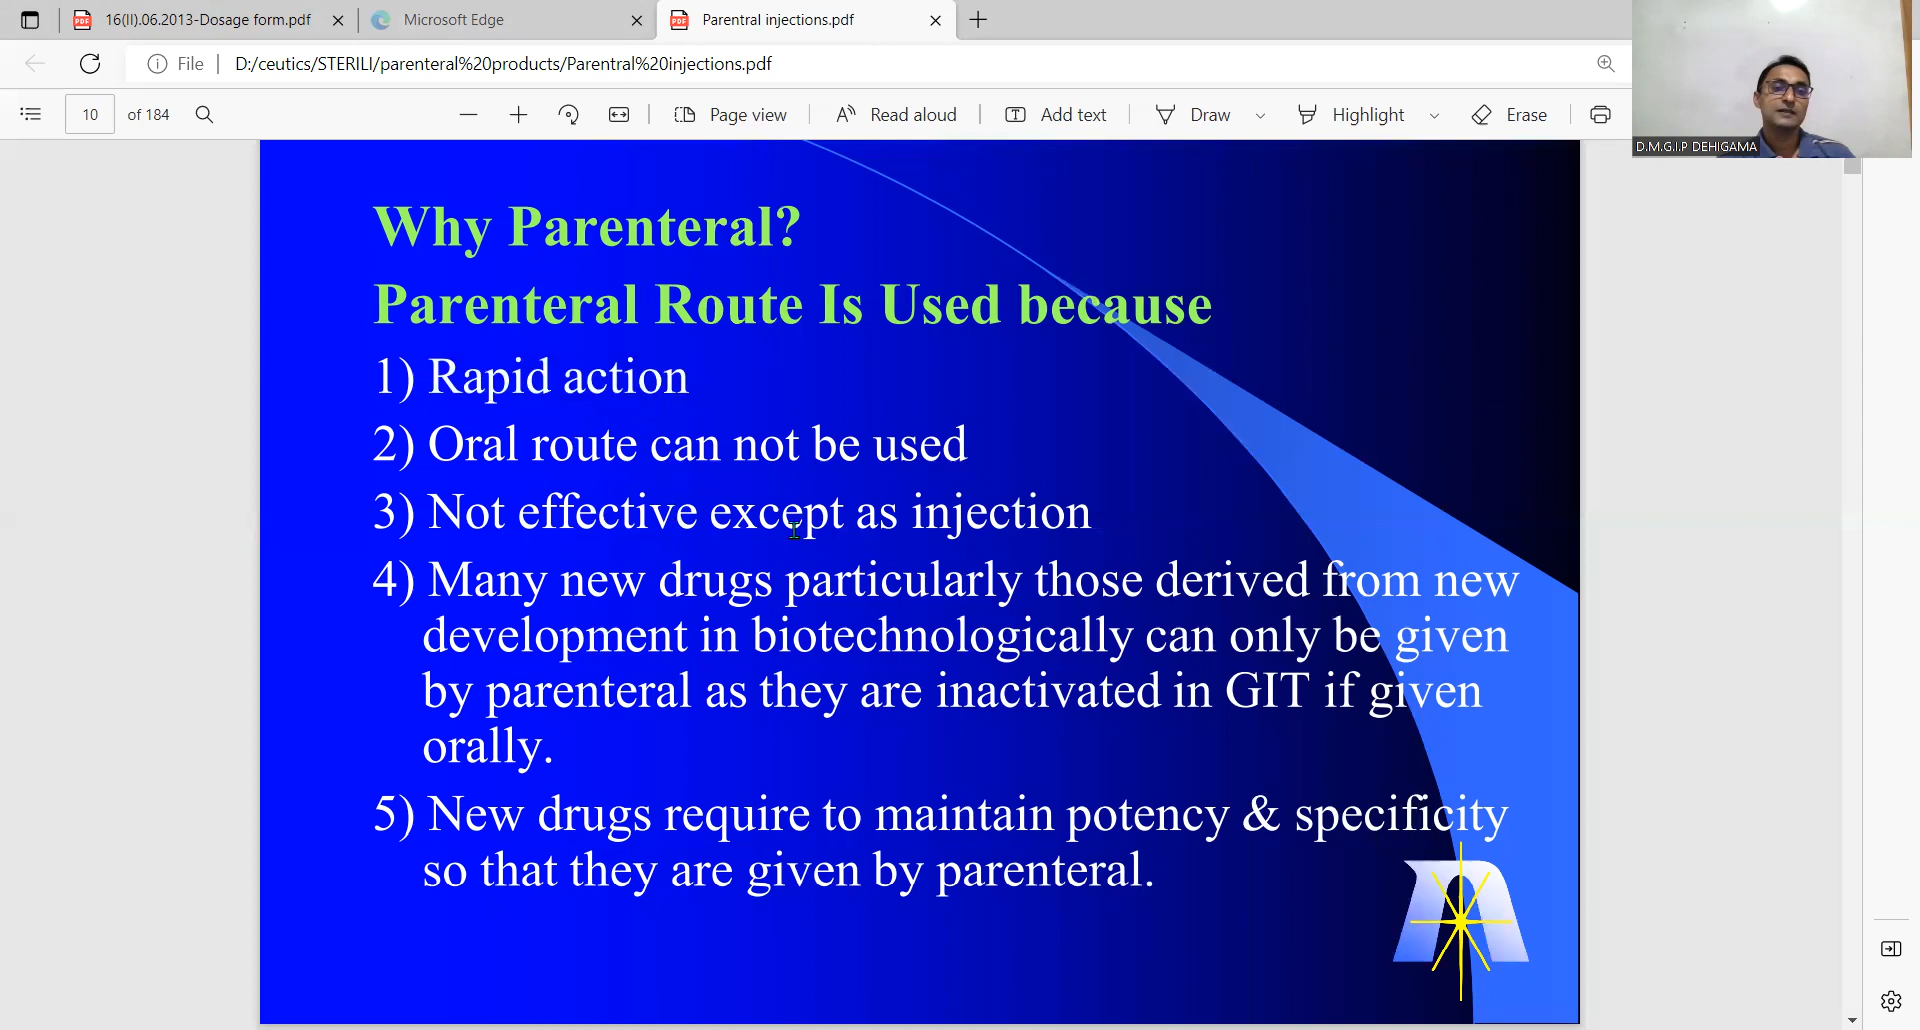 16(II).06.2013-Dosage form.pdf
Microsoft Edge
Parentral injections.pdf
File
D:/ceutics/STERILI/parenteral%20products/Parentral%20injections.pdf
10 of 184
Page view
Read aloud
Add text
Draw
Highlight
Erase
D.M.G.I.P DEHIGAMA
Why Parenteral?
Parenteral Route Is Used because
1) Rapid action
2) Oral route can not be used
3) Not effective except as injection
4) Many new drugs particularly those derived from new
development in biotechnologically can only be given
by parenteral as they are inactivated in GIT if given
orally.
5) New drugs require to maintain potency & specificity
so that they are given by parenteral.